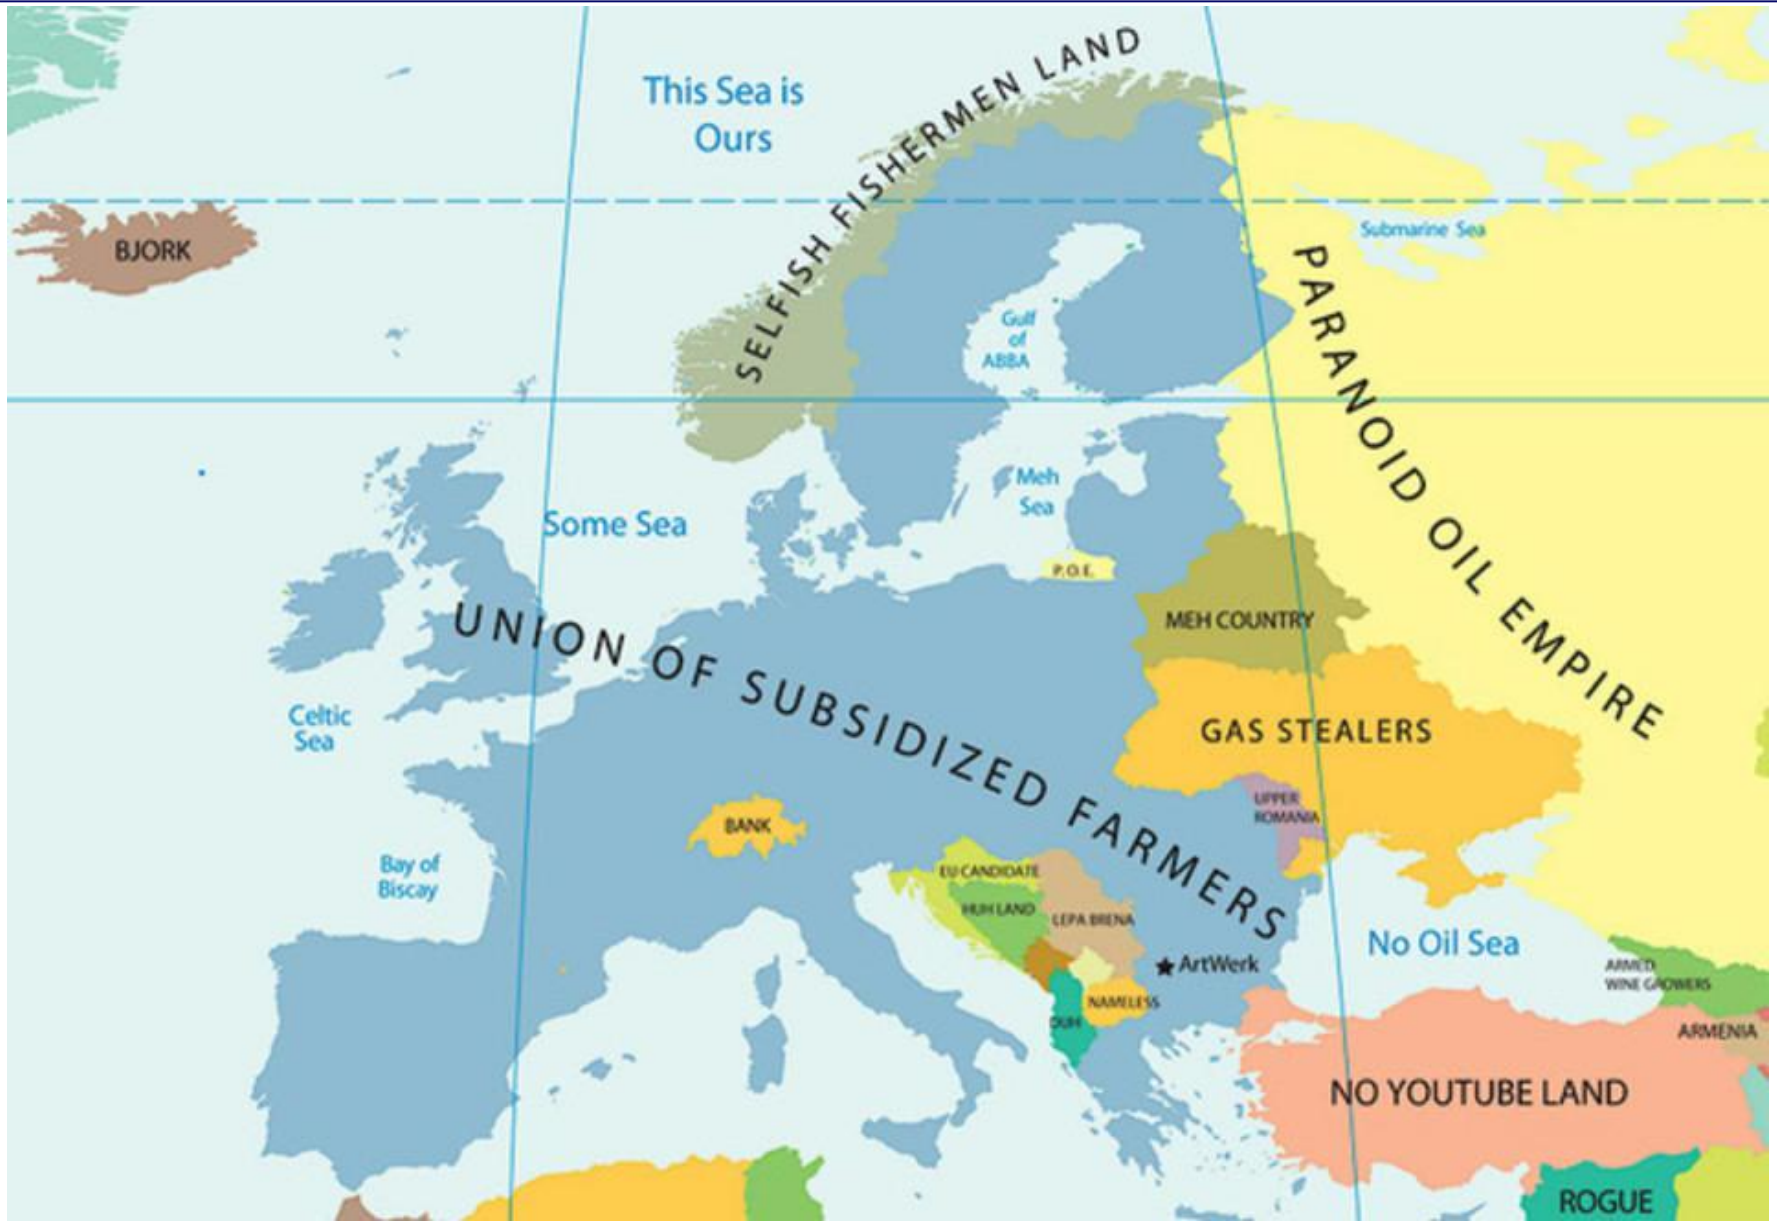 SELFISH FISHERMEN LAND
This Sea is
Ours
BJORK
Submarine Sea
PARANOID OIL EMPIRE
Gulf
of
ABBA
Meh
Sea
Some Sea
P.O.E.
MEH COUNTRY
UNION OF SUBSIDIZED FARMERS
Celtic
Sea
GAS STEALERS
UPPER
ROMANIA
BANK
Bay of
Biscay
EU CANDIDATE
HUH LAND
LEPA BRENA
No Oil Sea
ArtWerk
ARMED
WINE GROWERS
NAMELESS
DUH
ARMENIA
NO YOUTUBE LAND
ROGUE